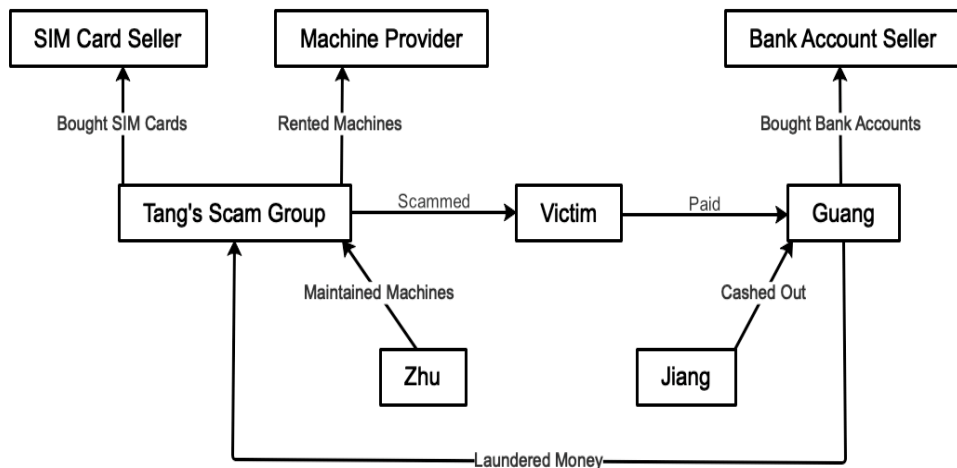 SIM Card Seller
Machine Provider
Bank Account Seller
Bought SIM Cards
Rented Machines
Bought Bank Accounts
Tang's Scam Group
Scammed
Victim
Paid
Guang
Maintained Machines
Cashed Out
Zhu
Jiang
Laundered Money